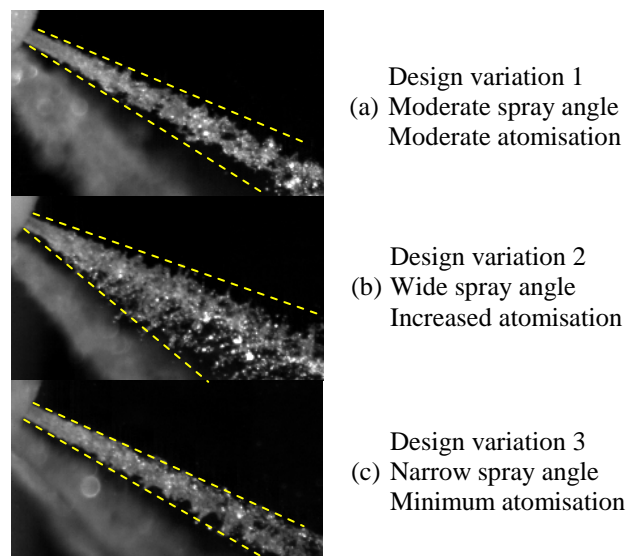 Design variation 1
(a) Moderate spray angle
Moderate atomisation
Design variation 2
(b) Wide spray angle
Increased atomisation
Design variation 3
(c) Narrow spray angle
Minimum atomisation